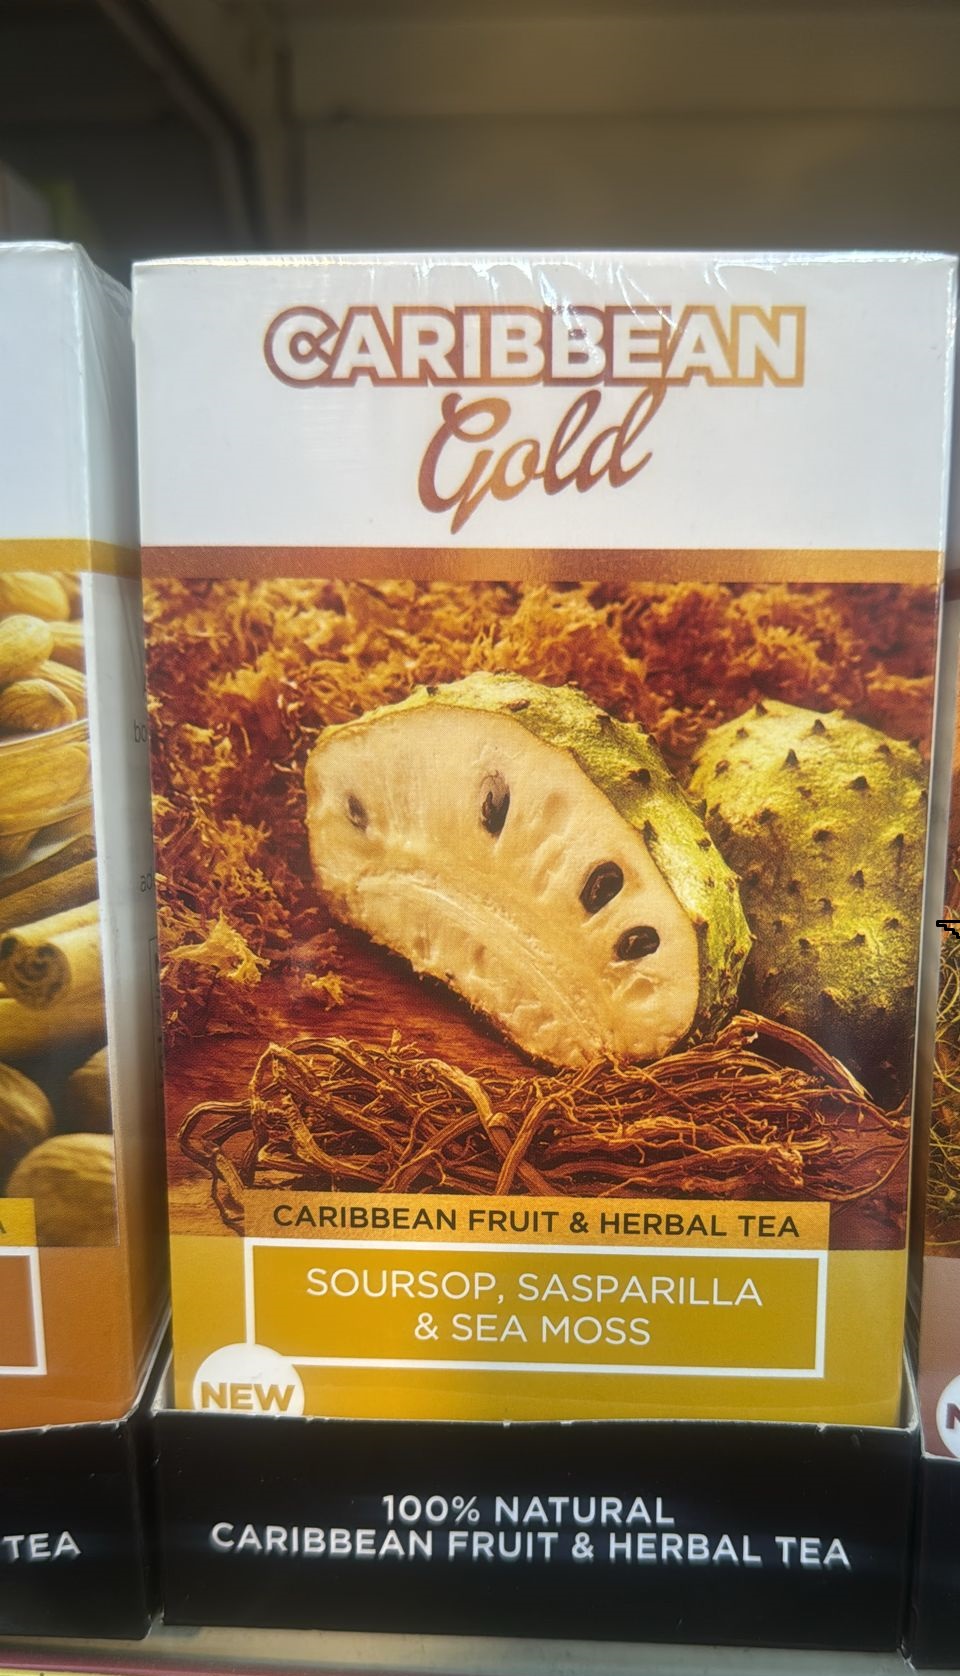 CARIBBEAN
Gold
CARIBBEAN FRUIT & HERBAL TEA
SOURSOP, SASPARILLA
& SEA MOSS
NEW
100% NATURAL
CARIBBEAN FRUIT & HERBAL TEA
TEA